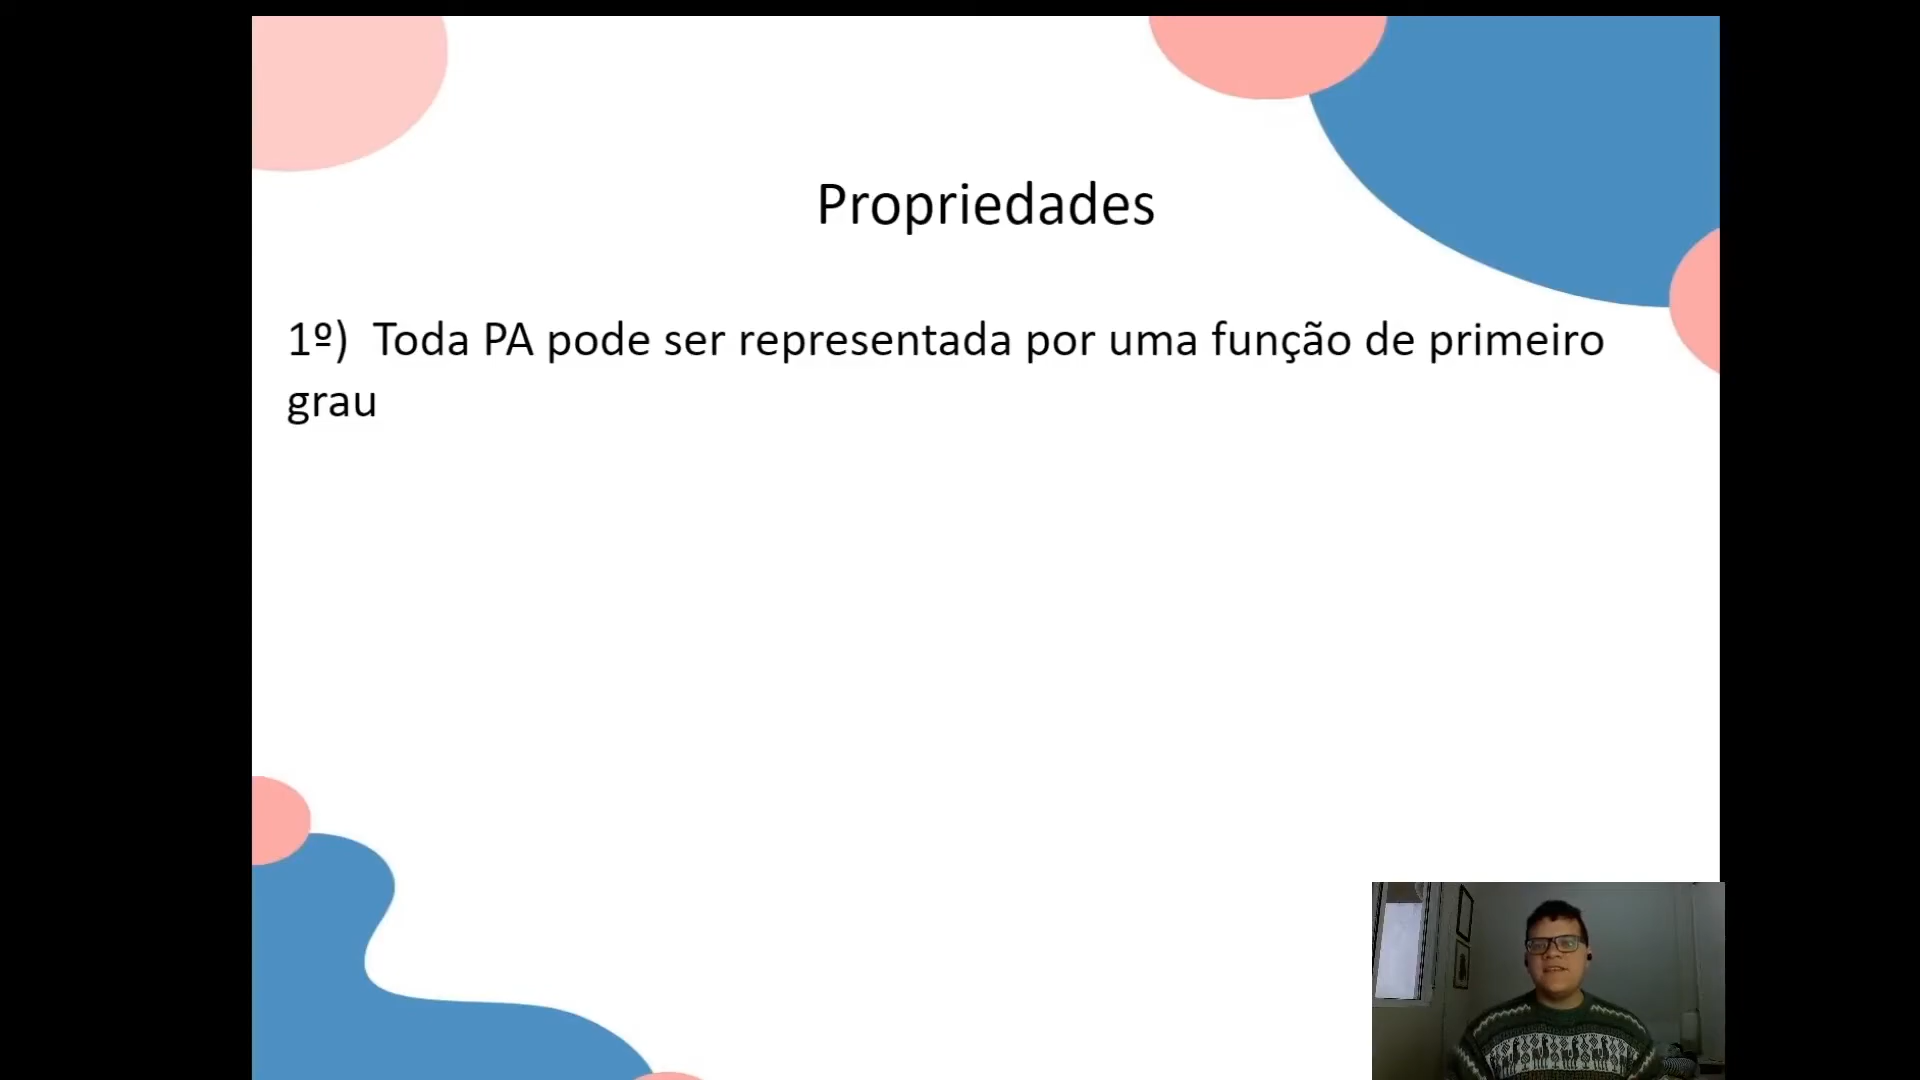 Propriedades
1º) Toda PA pode ser representada por uma função de primeiro
grau